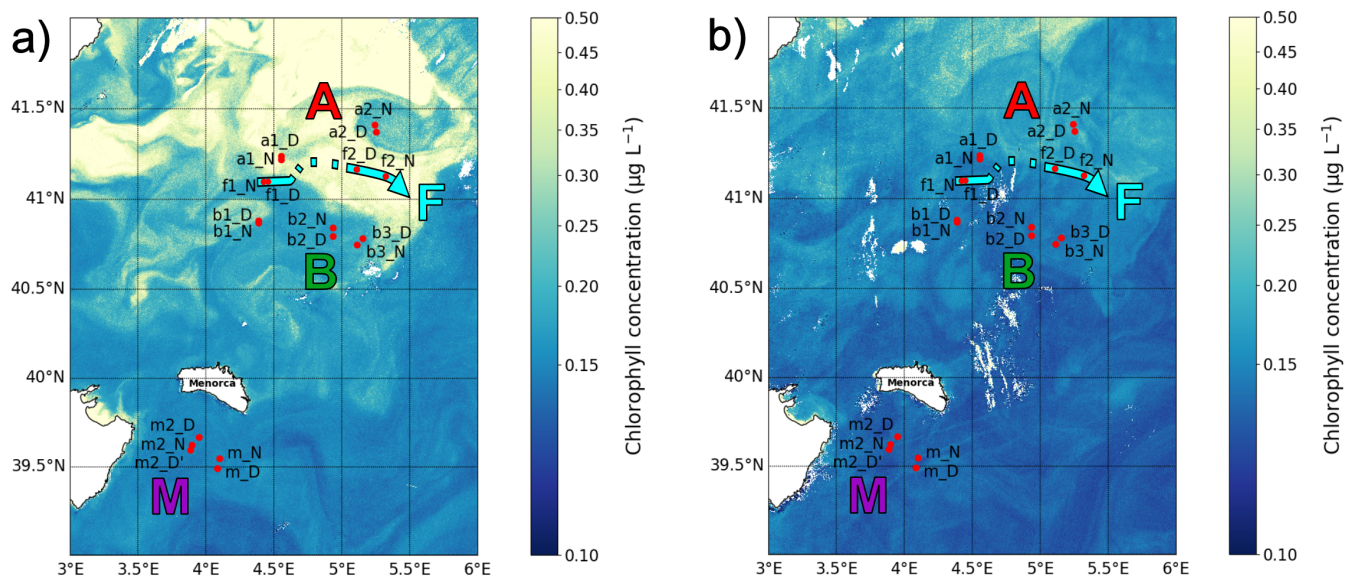 a)
A
a2_N
a1_D
a2_D
a1_N
f2_D
f2_N
f1_N
f1_D
F
b1_D
b1_N
b2_N
b2_D
b3_D
b3_N
B
Menorca
m2_D
m2_N
m2_D'
m_N
m_D
M
41.5°N
41°N
40.5°N
40°N
39.5°N
3°E
3.5°E
4°E
4.5°E
5°E
5.5°E
6°E
0.50
0.45
0.40
0.35
0.30
0.25
0.20
0.15
0.10
Chlorophyll concentration (µg L⁻¹)
b)
A
a2_N
a1_D
a2_D
a1_N
f2_D
f2_N
f1_N
f1_D
F
b1_D
b1_N
b2_N
b2_D
b3_D
b3_N
B
Menorca
m2_D
m2_N
m2_D'
m_N
m_D
M
41.5°N
41°N
40.5°N
40°N
39.5°N
3°E
3.5°E
4°E
4.5°E
5°E
5.5°E
6°E
0.50
0.45
0.40
0.35
0.30
0.25
0.20
0.15
0.10
Chlorophyll concentration (µg L⁻¹)